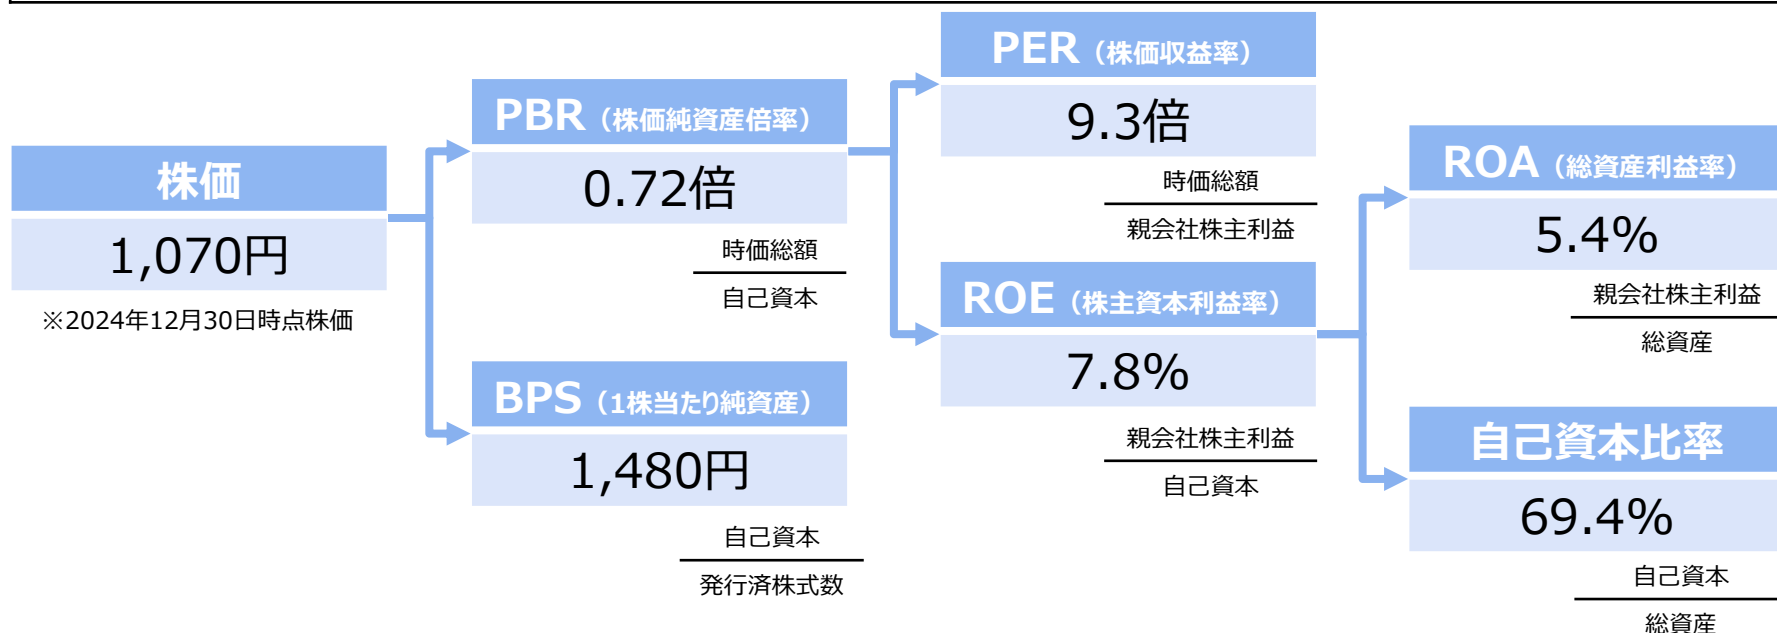 株価
1,070円
※2024年12月30日時点株価
PBR（株価純資産倍率）
0.72倍
時価総額
自己資本
BPS（1株当たり純資産）
1,480円
自己資本
発行済株式数
PER（株価収益率）
9.3倍
時価総額
親会社株主利益
ROE（株主資本利益率）
7.8%
親会社株主利益
自己資本
ROA（総資産利益率）
5.4%
親会社株主利益
総資産
自己資本比率
69.4%
自己資本
総資産